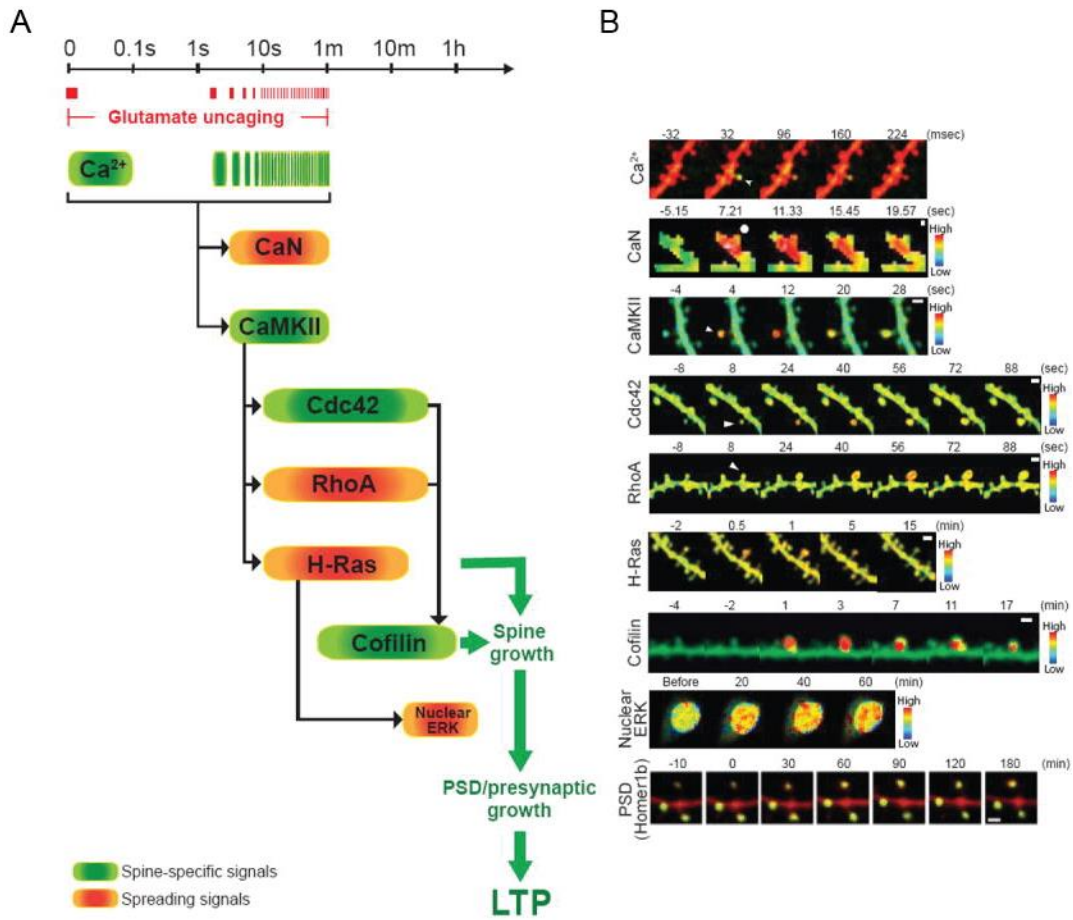 A
0 0.1s 1s 10s 1m 10m 1h
Glutamate uncaging
Ca²⁺
CaN
CaMKII
Cdc42
RhoA
H-Ras
Cofilin
Spine
growth
Nuclear
ERK
PSD/presynaptic
growth
LTP
Spine-specific signals
Spreading signals
B
-32 32 96 160 224 (msec)
Ca²⁺
-5.15 7.21 11.33 15.45 19.57 (sec)
CaN
High
Low
-4 4 12 20 28 (sec)
CaMKII
High
Low
-8 8 24 40 56 72 88 (sec)
Cdc42
High
Low
-8 8 24 40 56 72 88 (sec)
RhoA
High
Low
-2 0.5 1 5 15 (min)
H-Ras
High
Low
-4 -2 1 3 7 11 17 (min)
Cofilin
High
Low
Before 20 40 60 (min)
Nuclear
ERK
High
Low
-10 0 30 60 90 120 180 (min)
PSD
(Homer1b)